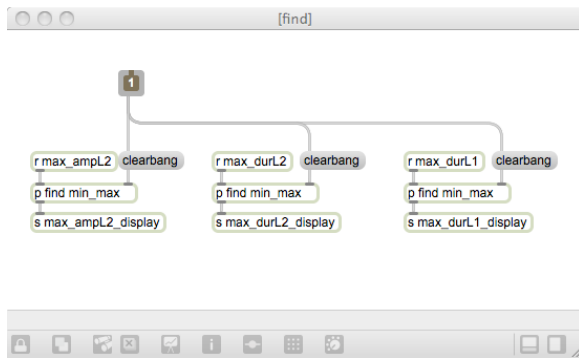 [find]
1
r max_ampL2 clearbang r max_durL2 clearbang r max_durL1 clearbang
p find min_max p find min_max p find min_max
s max_ampL2_display s max_durL2_display s max_durL1_display